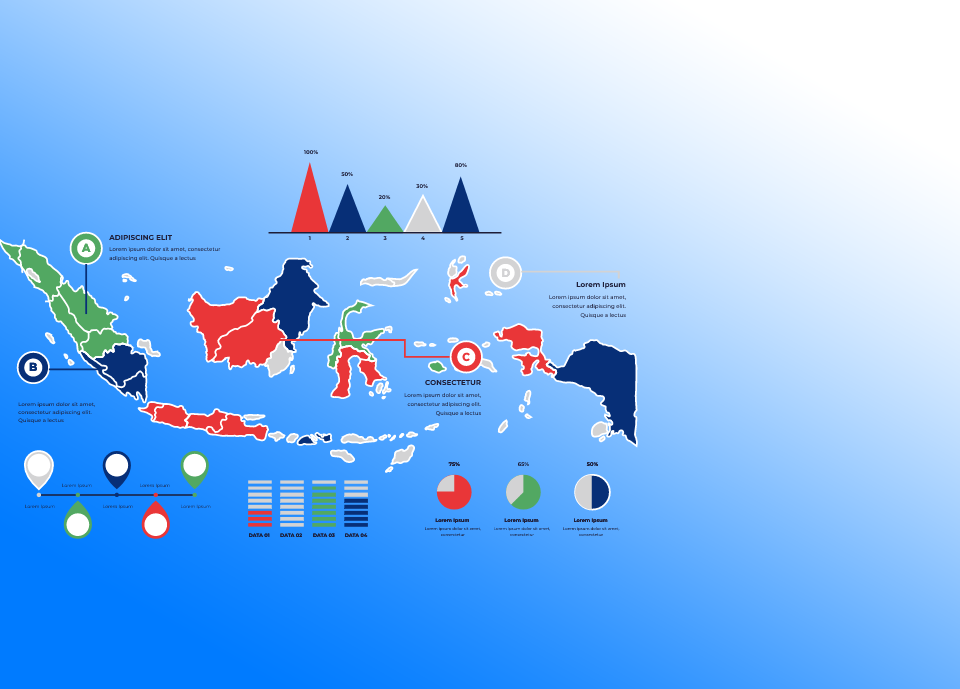 100%
50%
20%
30%
80%
1 2 3 4 5
A
ADIPISCING ELIT
Lorem ipsum dolor sit amet, consectetur
adipiscing elit. Quisque a lectus
D
Lorem Ipsum
Lorem ipsum dolor sit amet,
consectetur adipiscing elit.
Quisque a lectus
B
Lorem ipsum dolor sit amet,
consectetur adipiscing elit.
Quisque a lectus
C
CONSECTETUR
Lorem ipsum dolor sit amet,
consectetur adipiscing elit.
Quisque a lectus
Lorem ipsum
Lorem ipsum
Lorem ipsum
Lorem ipsum
Lorem ipsum
DATA 01 DATA 02 DATA 03 DATA 04
75%
Lorem Ipsum
Lorem ipsum dolor sit amet,
consectetur
65%
Lorem Ipsum
Lorem ipsum dolor sit amet,
consectetur
50%
Lorem Ipsum
Lorem ipsum dolor sit amet,
consectetur